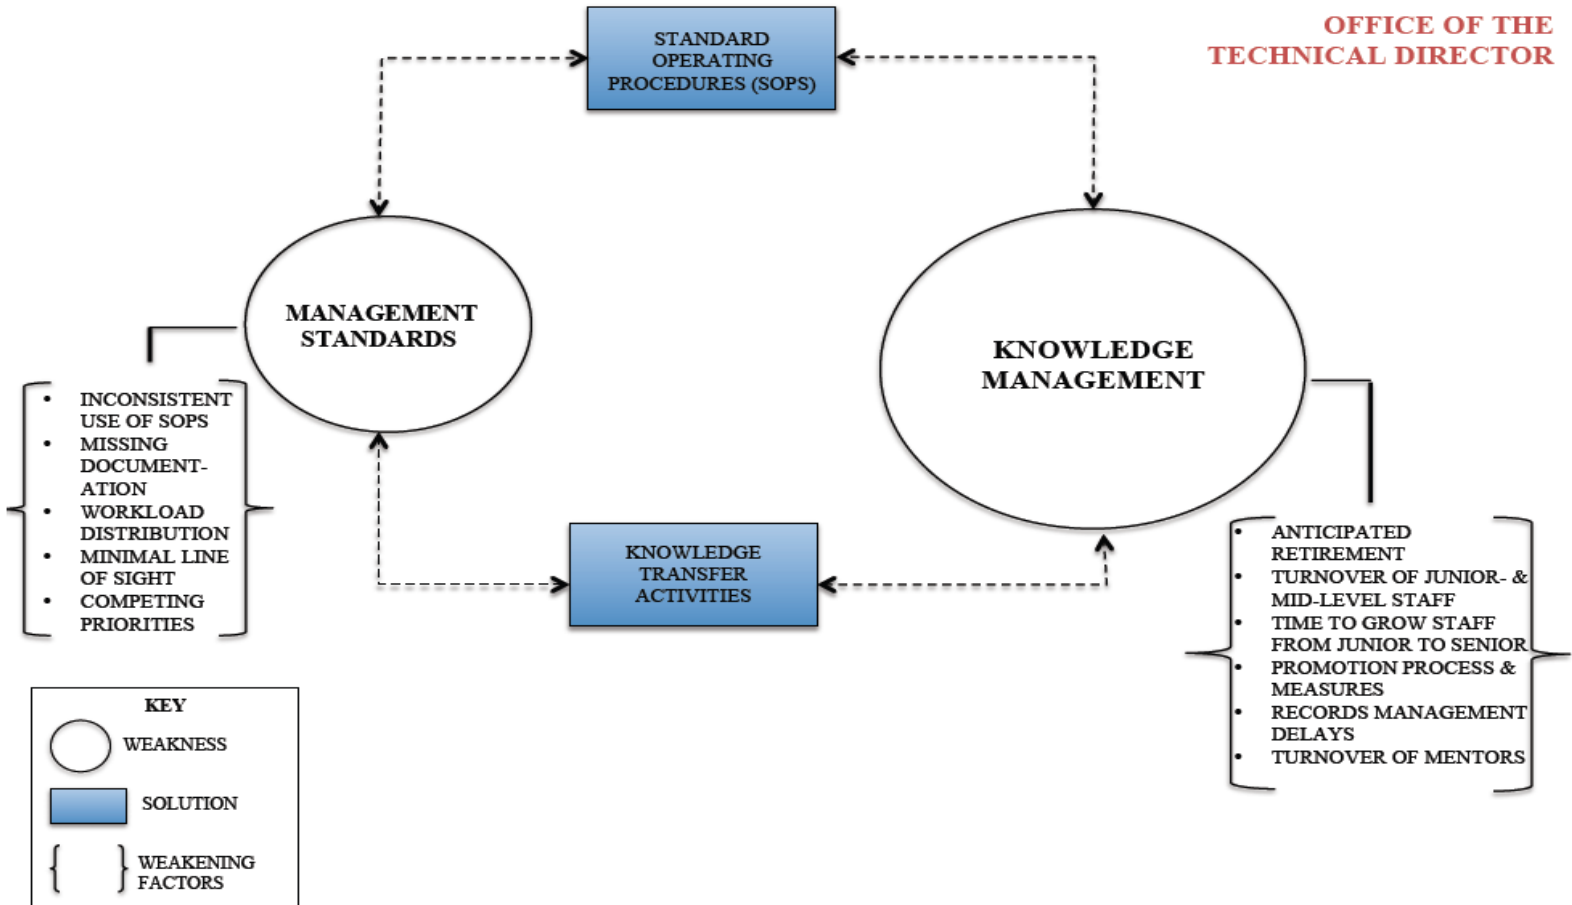 OFFICE OF THE
TECHNICAL DIRECTOR
STANDARD
OPERATING
PROCEDURES (SOPS)
MANAGEMENT
STANDARDS
KNOWLEDGE
MANAGEMENT
• INCONSISTENT
USE OF SOPS
• MISSING
DOCUMENT-
ATION
• WORKLOAD
DISTRIBUTION
• MINIMAL LINE
OF SIGHT
• COMPETING
PRIORITIES
KNOWLEDGE
TRANSFER
ACTIVITIES
• ANTICIPATED
RETIREMENT
• TURNOVER OF JUNIOR- &
MID-LEVEL STAFF
• TIME TO GROW STAFF
FROM JUNIOR TO SENIOR
• PROMOTION PROCESS &
MEASURES
• RECORDS MANAGEMENT
DELAYS
• TURNOVER OF MENTORS
KEY
WEAKNESS
SOLUTION
WEAKENING
FACTORS